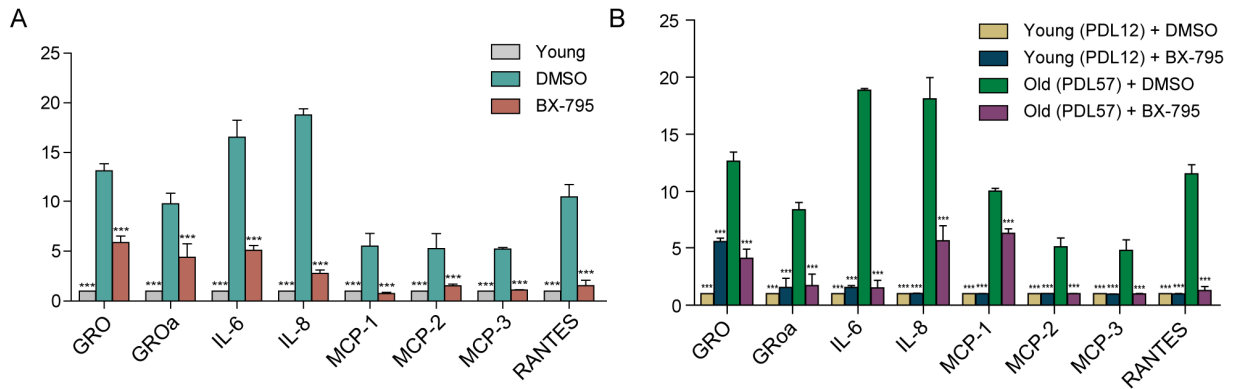 A
25
20
15
10
5
0
Young
DMSO
BX-795
*** *** *** *** *** *** *** *** *** *** *** *** *** *** *** ***
GRO GROa IL-6 IL-8 MCP-1 MCP-2 MCP-3 RANTES
B
25
20
15
10
5
0
Young (PDL12) + DMSO
Young (PDL12) + BX-795
Old (PDL57) + DMSO
Old (PDL57) + BX-795
*** *** *** *** *** *** *** *** *** *** *** *** *** *** *** *** *** *** *** *** *** *** *** ***
GRO GRoa IL-6 IL-8 MCP-1 MCP-2 MCP-3 RANTES